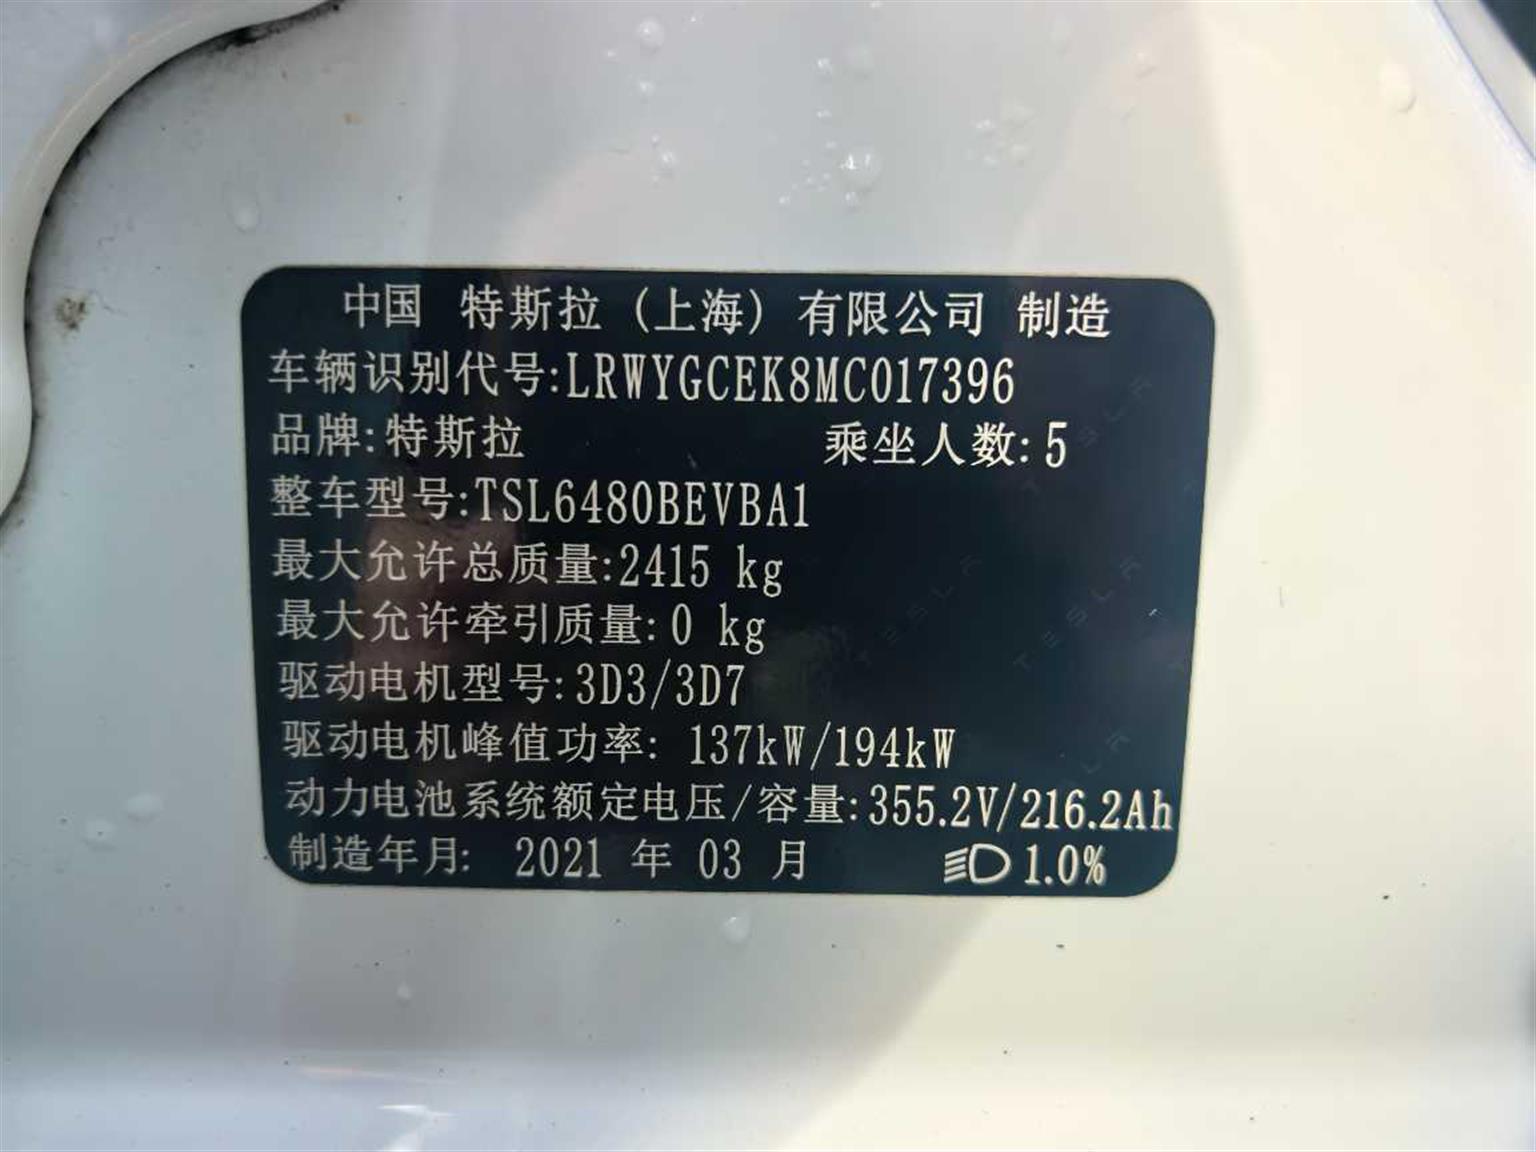 中国 特斯拉（上海）有限公司 制造
车辆识别代号:LRWYGCEK8MC017396
品牌:特斯拉 乘坐人数:5
整车型号:TSL6480BEVBA1
最大允许总质量:2415 kg
最大允许牵引质量:0 kg
驱动电机型号:3D3/3D7
驱动电机峰值功率: 137kW/194kW
动力电池系统额定电压/容量:355.2V/216.2Ah
制造年月: 2021 年 03 月 1.0%
TESLA
TESLA
TESLA
TESLA